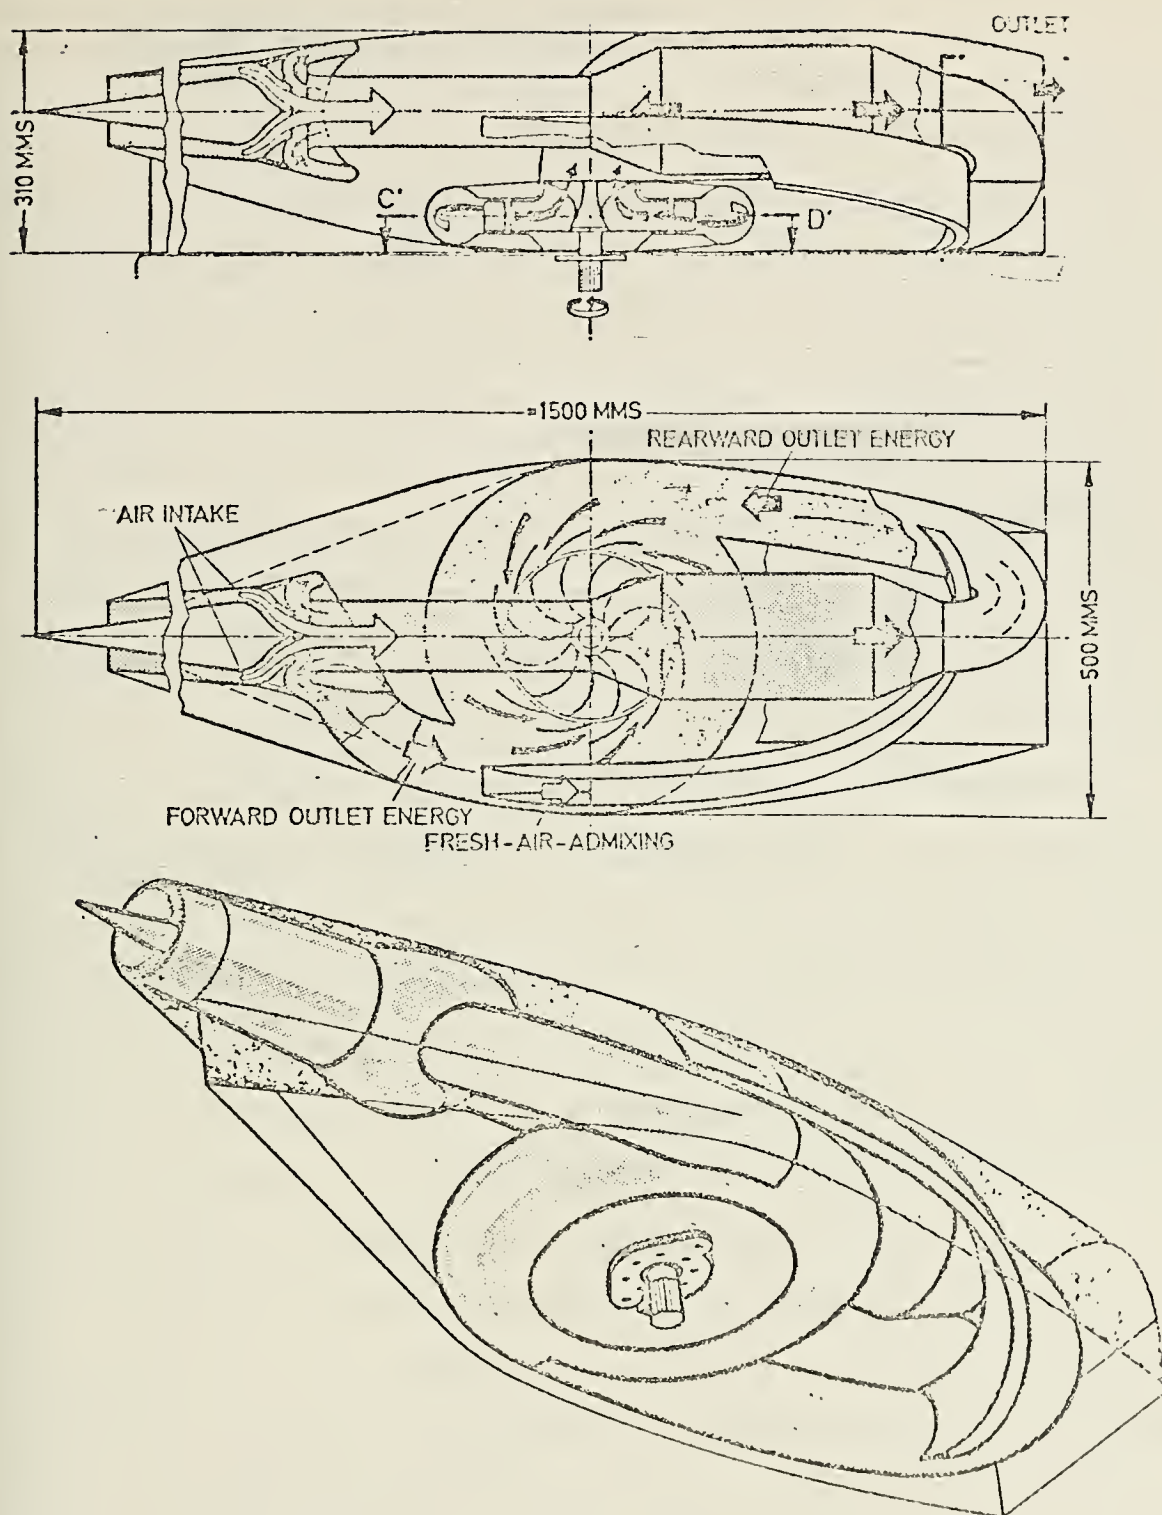 OUTLET
310 MMS
C'
D'
≈1500 MMS
REARWARD OUTLET ENERGY
AIR INTAKE
500 MMS
FORWARD OUTLET ENERGY
FRESH-AIR-ADMIXING